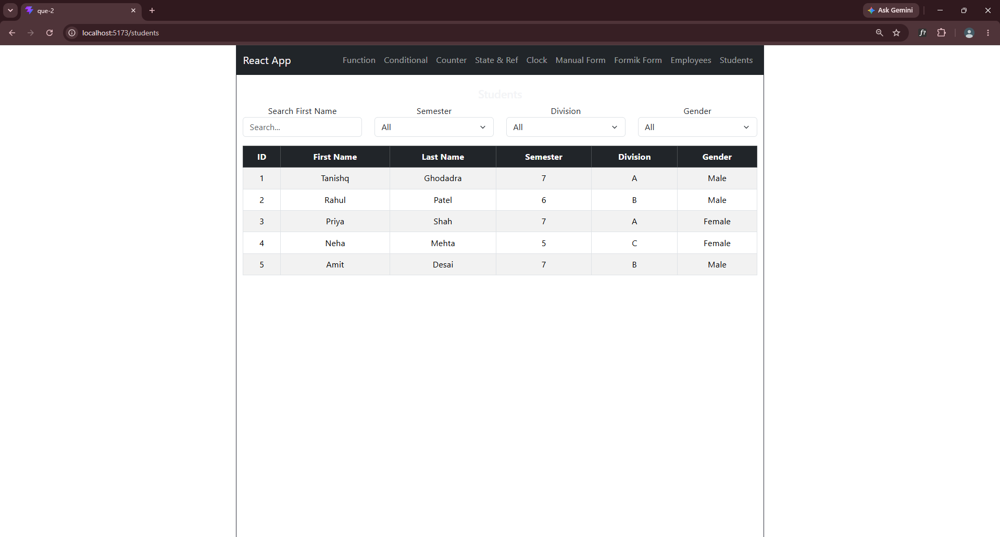 que-2
Ask Gemini
localhost:5173/students
f?
React App Function Conditional Counter State & Ref Clock Manual Form Formik Form Employees Students
Students
Search First Name Semester Division Gender
Search... All All All
ID First Name Last Name Semester Division Gender
1 Tanishq Ghodadra 7 A Male
2 Rahul Patel 6 B Male
3 Priya Shah 7 A Female
4 Neha Mehta 5 C Female
5 Amit Desai 7 B Male